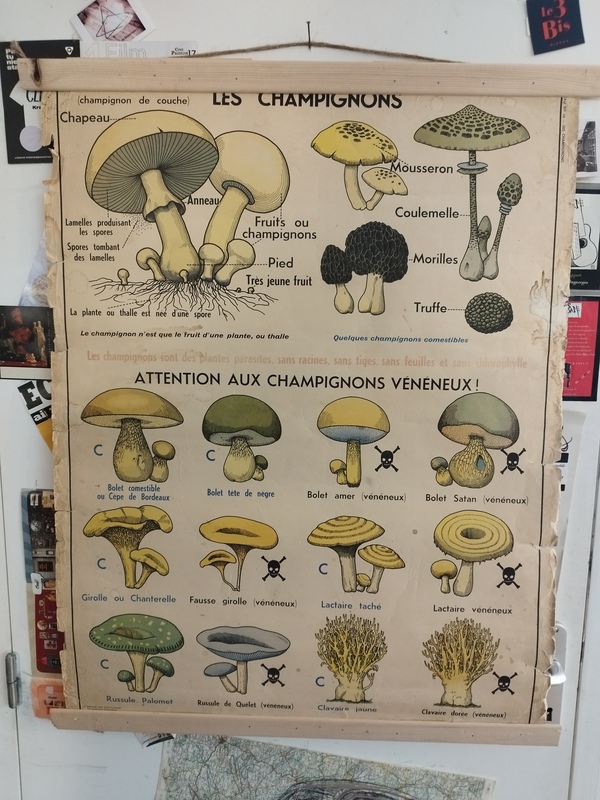 le 3
Bis
Film
17
(champignon de couche)
LES CHAMPIGNONS
Chapeau
Anneau
Lamelles produisant
les spores
Spores tombant
des lamelles
Fruits ou
champignons
Pied
Très jeune fruit
La plante ou thalle est née d'une spore
Le champignon n'est que le fruit d'une plante, ou thalle
Mousseron
Coulemelle
Morilles
Truffe
Quelques champignons comestibles
Les champignons sont des plantes parasites, sans racines, sans tiges, sans feuilles et sans chlorophylle
ATTENTION AUX CHAMPIGNONS VÉNÉNEUX !
C
Bolet comestible
ou Cèpe de Bordeaux
C
Bolet tête de nègre
Bolet amer (vénéneux)
Bolet Satan (vénéneux)
C
Girolle ou Chanterelle
Fausse girolle (vénéneux)
C
Lactaire taché
Lactaire vénéneux
C
Russule Palomet
Russule de Quélet (vénéneux)
C
Clavaire jaune
Clavaire dorée (vénéneux)